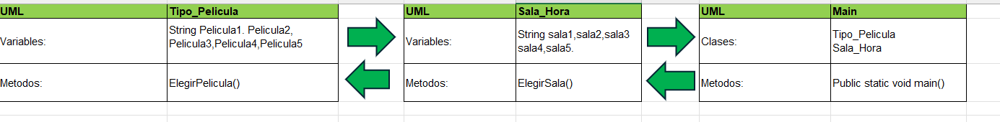 UML Tipo_Pelicula UML Sala_Hora UML Main
Variables: String Pelicula1. Pelicula2,
Pelicula3,Pelicula4,Pelicula5
Variables: String sala1,sala2,sala3
sala4,sala5.
Clases: Tipo_Pelicula
Sala_Hora
Metodos: ElegirPelicula() Metodos: ElegirSala() Metodos: Public static void main()